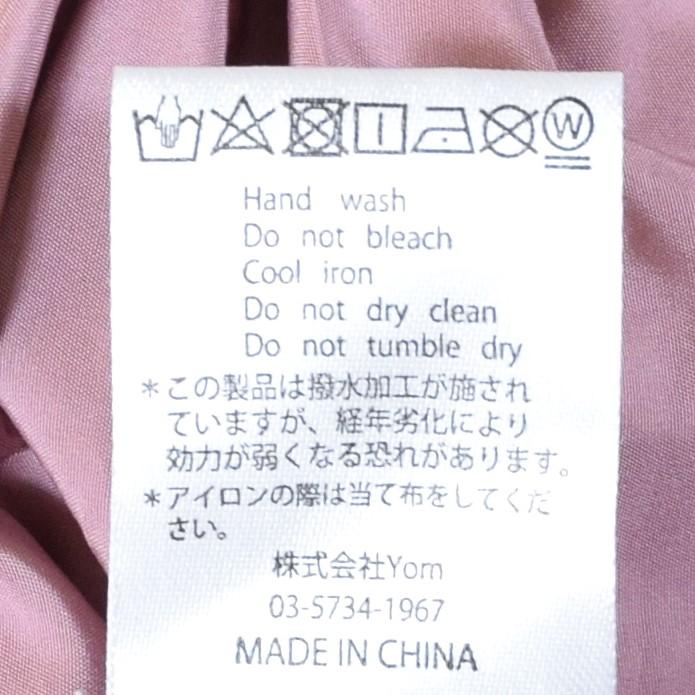 W
Hand wash
Do not bleach
Cool iron
Do not dry clean
Do not tumble dry
*この製品は撥水加工が施され
ていますが、経年劣化により
効力が弱くなる恐れがあります。
*アイロンの際は当て布をしてくだ
さい。
株式会社Yom
03-5734-1967
MADE IN CHINA